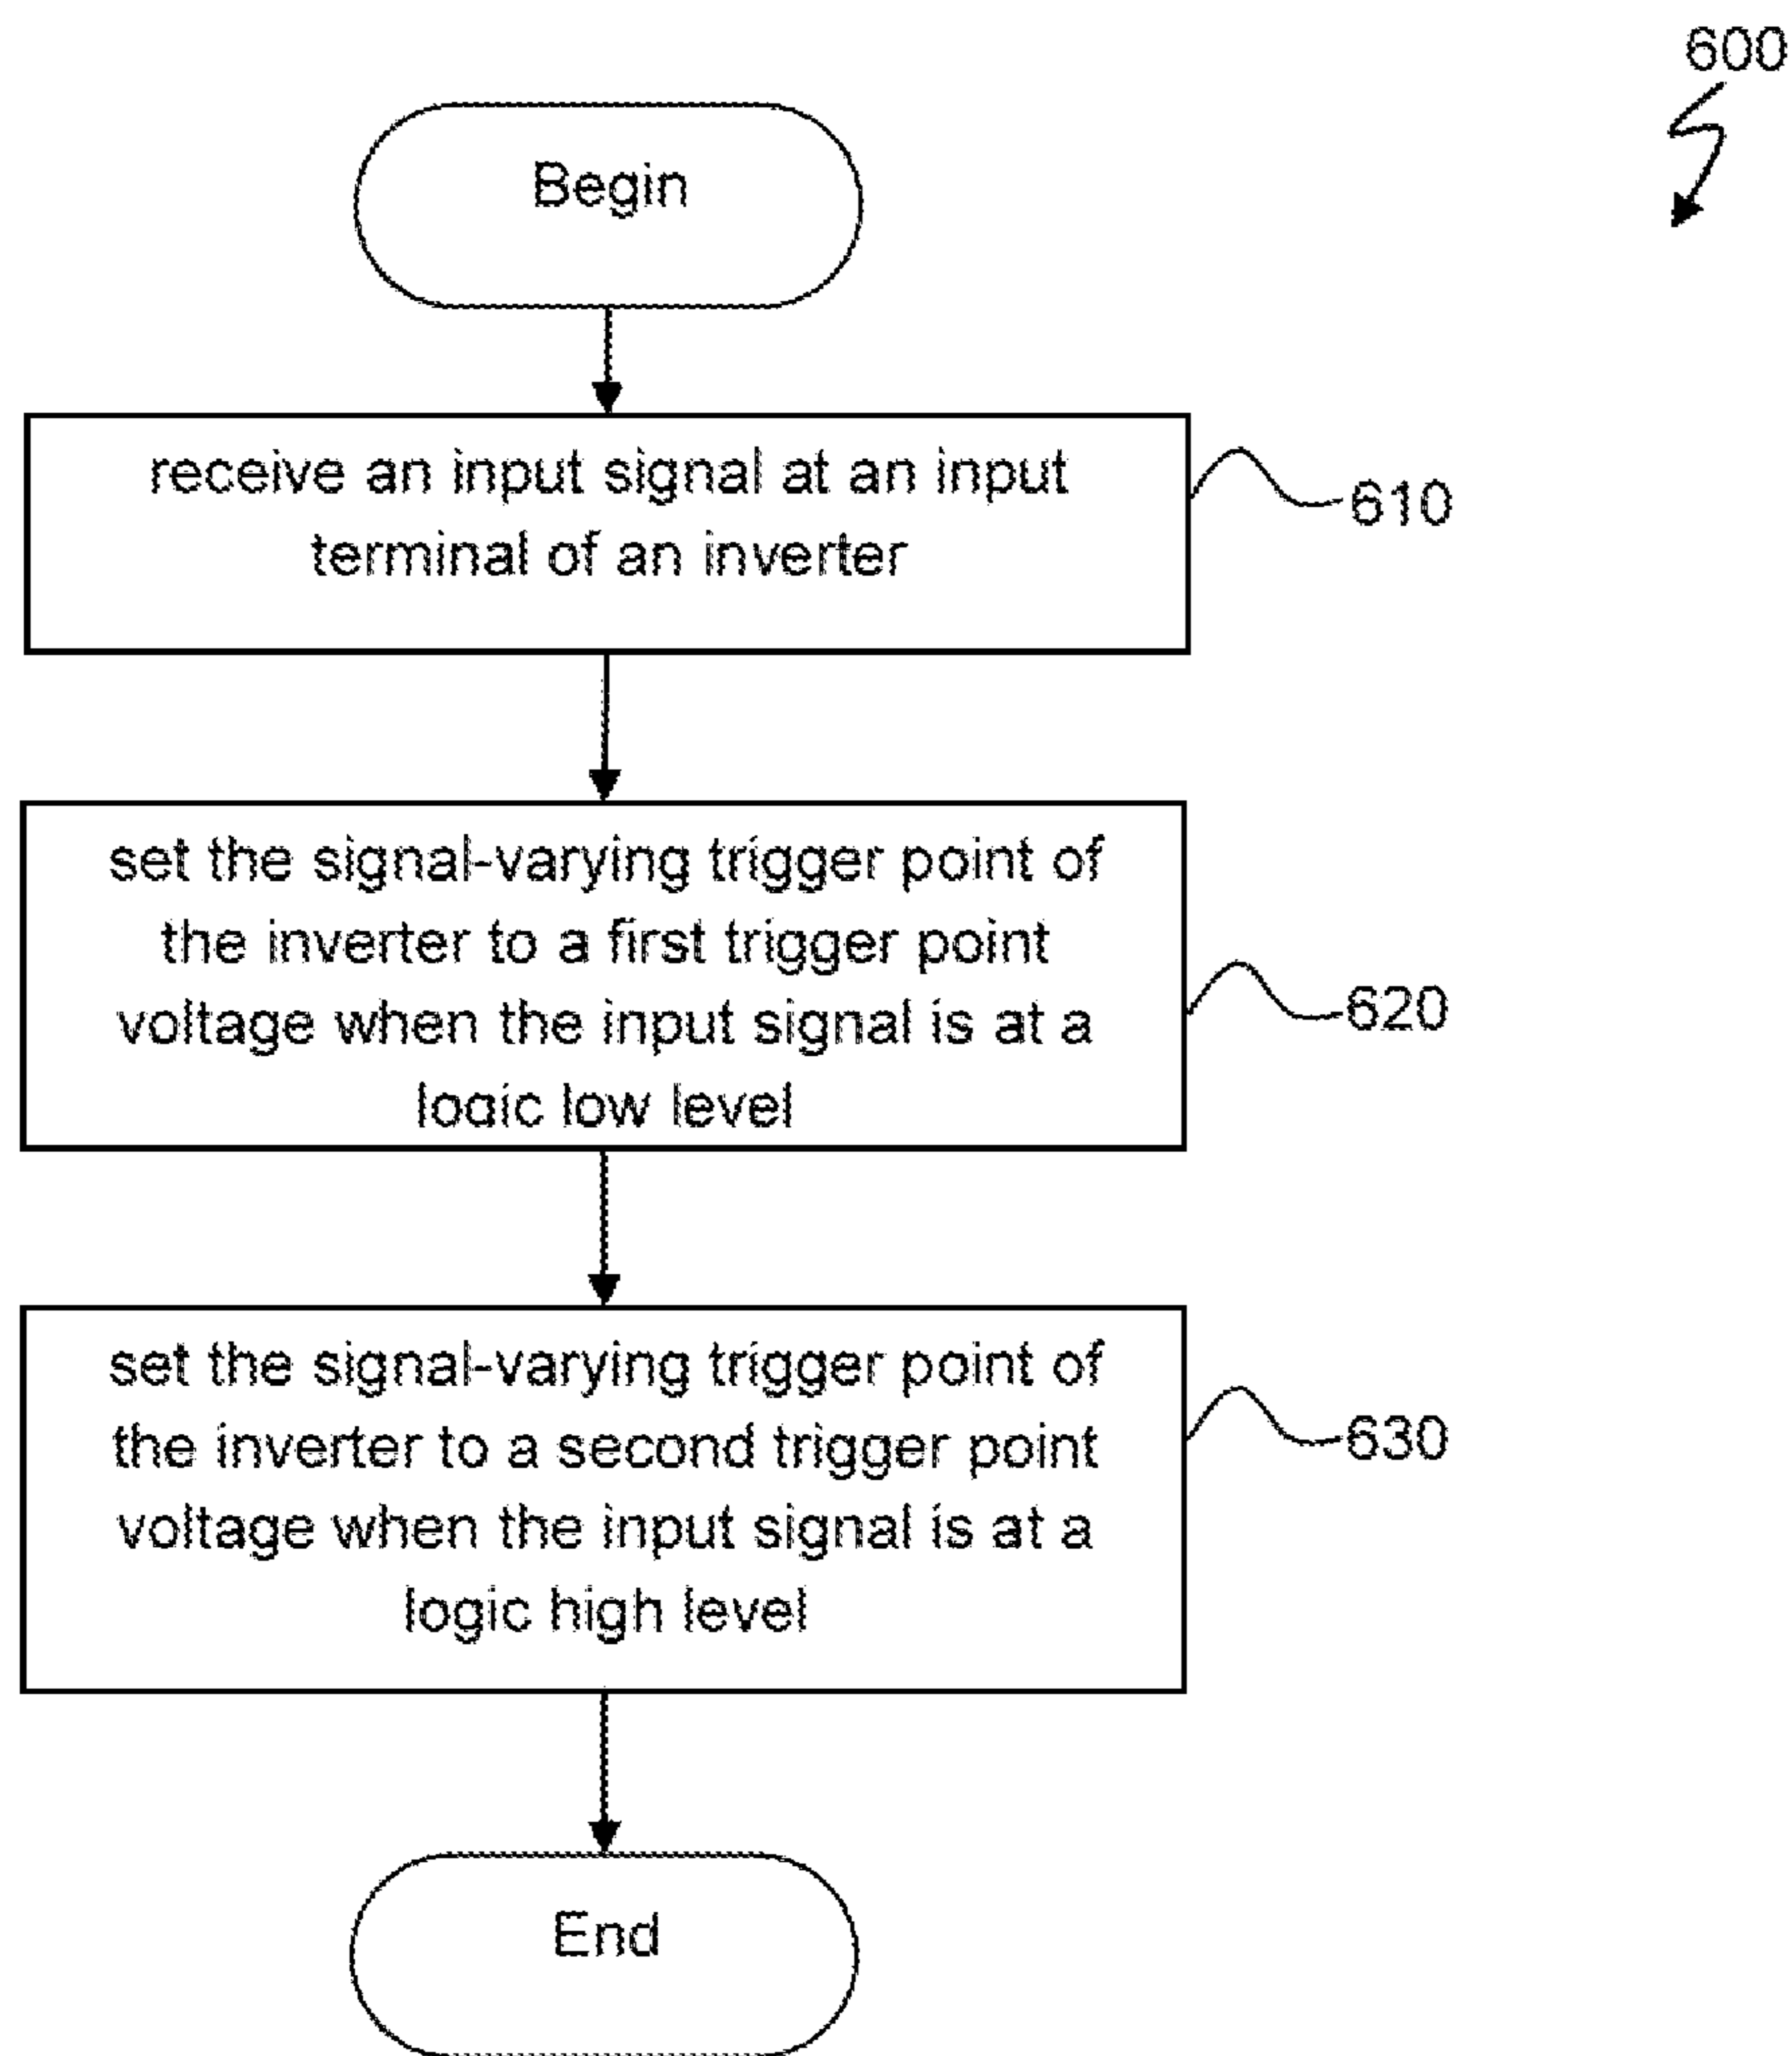 600
Begin
receive an input signal at an input
terminal of an inverter
610
set the signal-varying trigger point of
the inverter to a first trigger point
voltage when the input signal is at a
logic low level
620
set the signal-varying trigger point of
the inverter to a second trigger point
voltage when the input signal is at a
logic high level
630
End